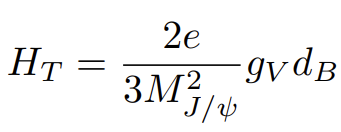 $H_T = \frac{2e}{3M_{J/\psi}^2} g_V d_B$